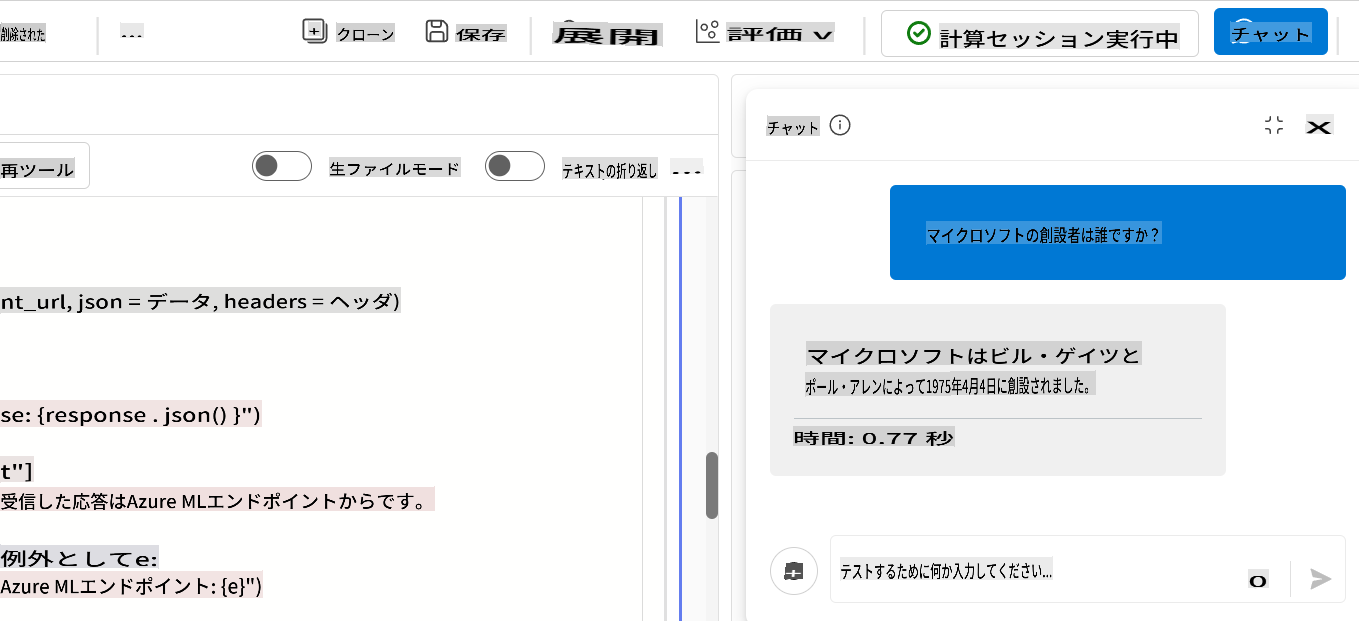 削除された ... クローン 保存 展開 評価 ∨ 計算セッション実行中 チャット
チャット
再ツール 生ファイルモード テキストの折り返し ...
マイクロソフトの創設者は誰ですか？
nt_url, json = データ, headers = ヘッダ)
マイクロソフトはビル・ゲイツと
ポール・アレンによって1975年4月4日に創設されました。
時間: 0.77 秒
se: {response . json() }")
t"]
受信した応答はAzure MLエンドポイントからです。
例外としてe:
Azure MLエンドポイント: {e}")
テストするために何か入力してください...